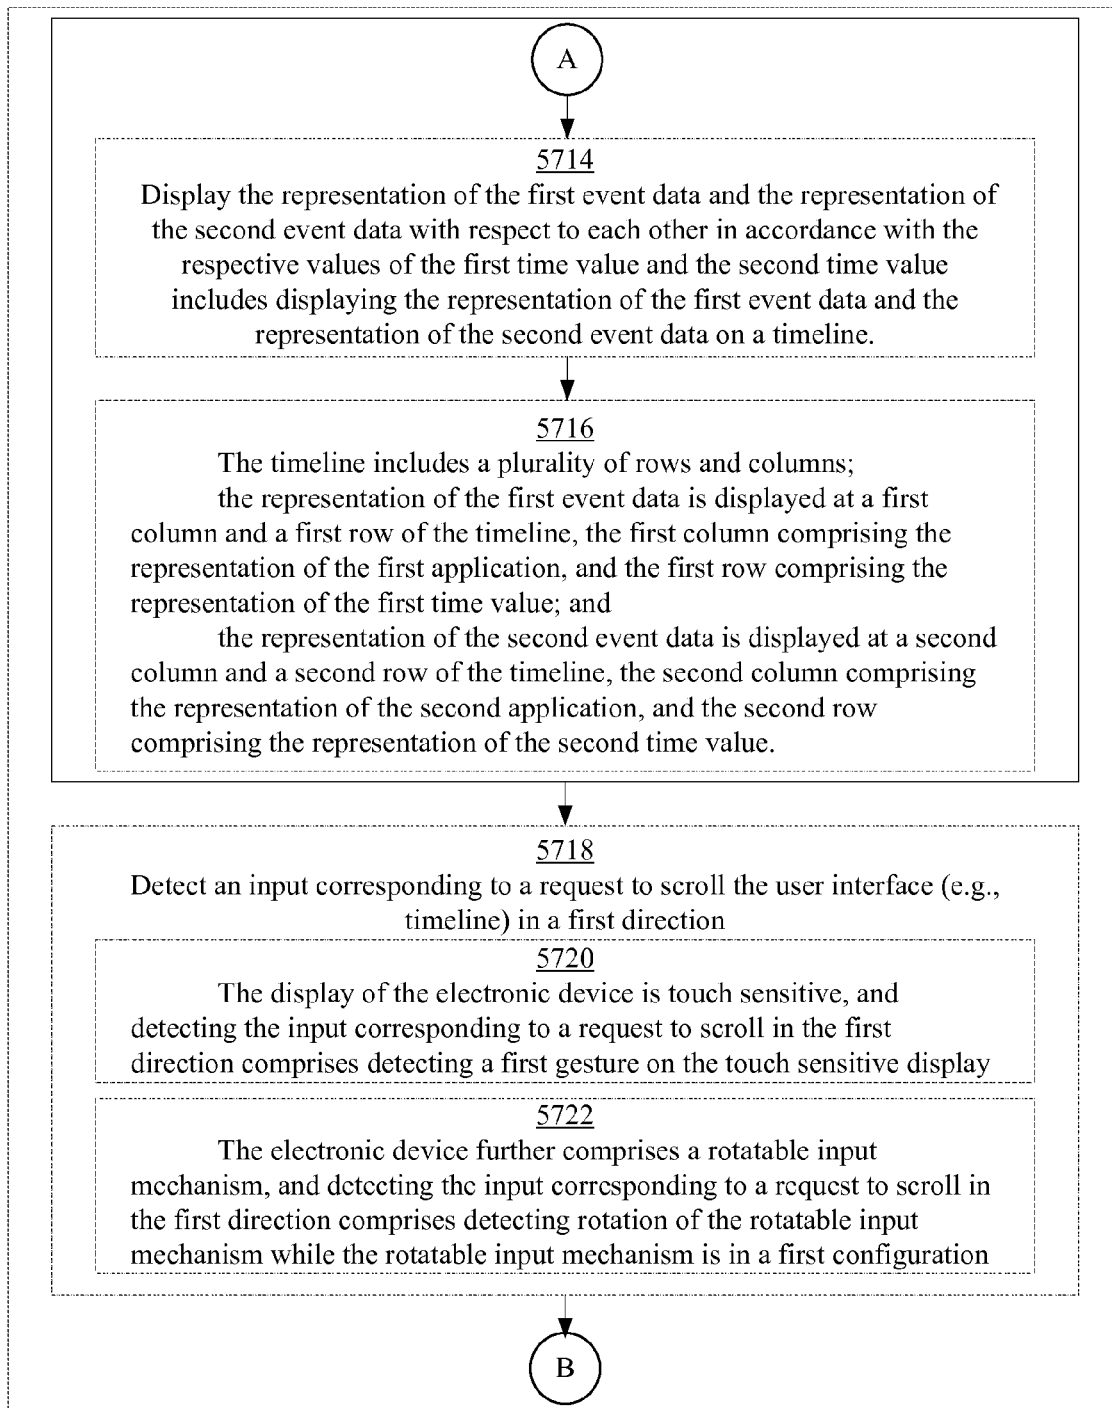 A
5714
Display the representation of the first event data and the representation of
the second event data with respect to each other in accordance with the
respective values of the first time value and the second time value
includes displaying the representation of the first event data and the
representation of the second event data on a timeline.
5716
The timeline includes a plurality of rows and columns;
the representation of the first event data is displayed at a first
column and a first row of the timeline, the first column comprising the
representation of the first application, and the first row comprising the
representation of the first time value; and
the representation of the second event data is displayed at a second
column and a second row of the timeline, the second column comprising
the representation of the second application, and the second row
comprising the representation of the second time value.
5718
Detect an input corresponding to a request to scroll the user interface (e.g.,
timeline) in a first direction
5720
The display of the electronic device is touch sensitive, and
detecting the input corresponding to a request to scroll in the first
direction comprises detecting a first gesture on the touch sensitive display
5722
The electronic device further comprises a rotatable input
mechanism, and detecting the input corresponding to a request to scroll in
the first direction comprises detecting rotation of the rotatable input
mechanism while the rotatable input mechanism is in a first configuration
B